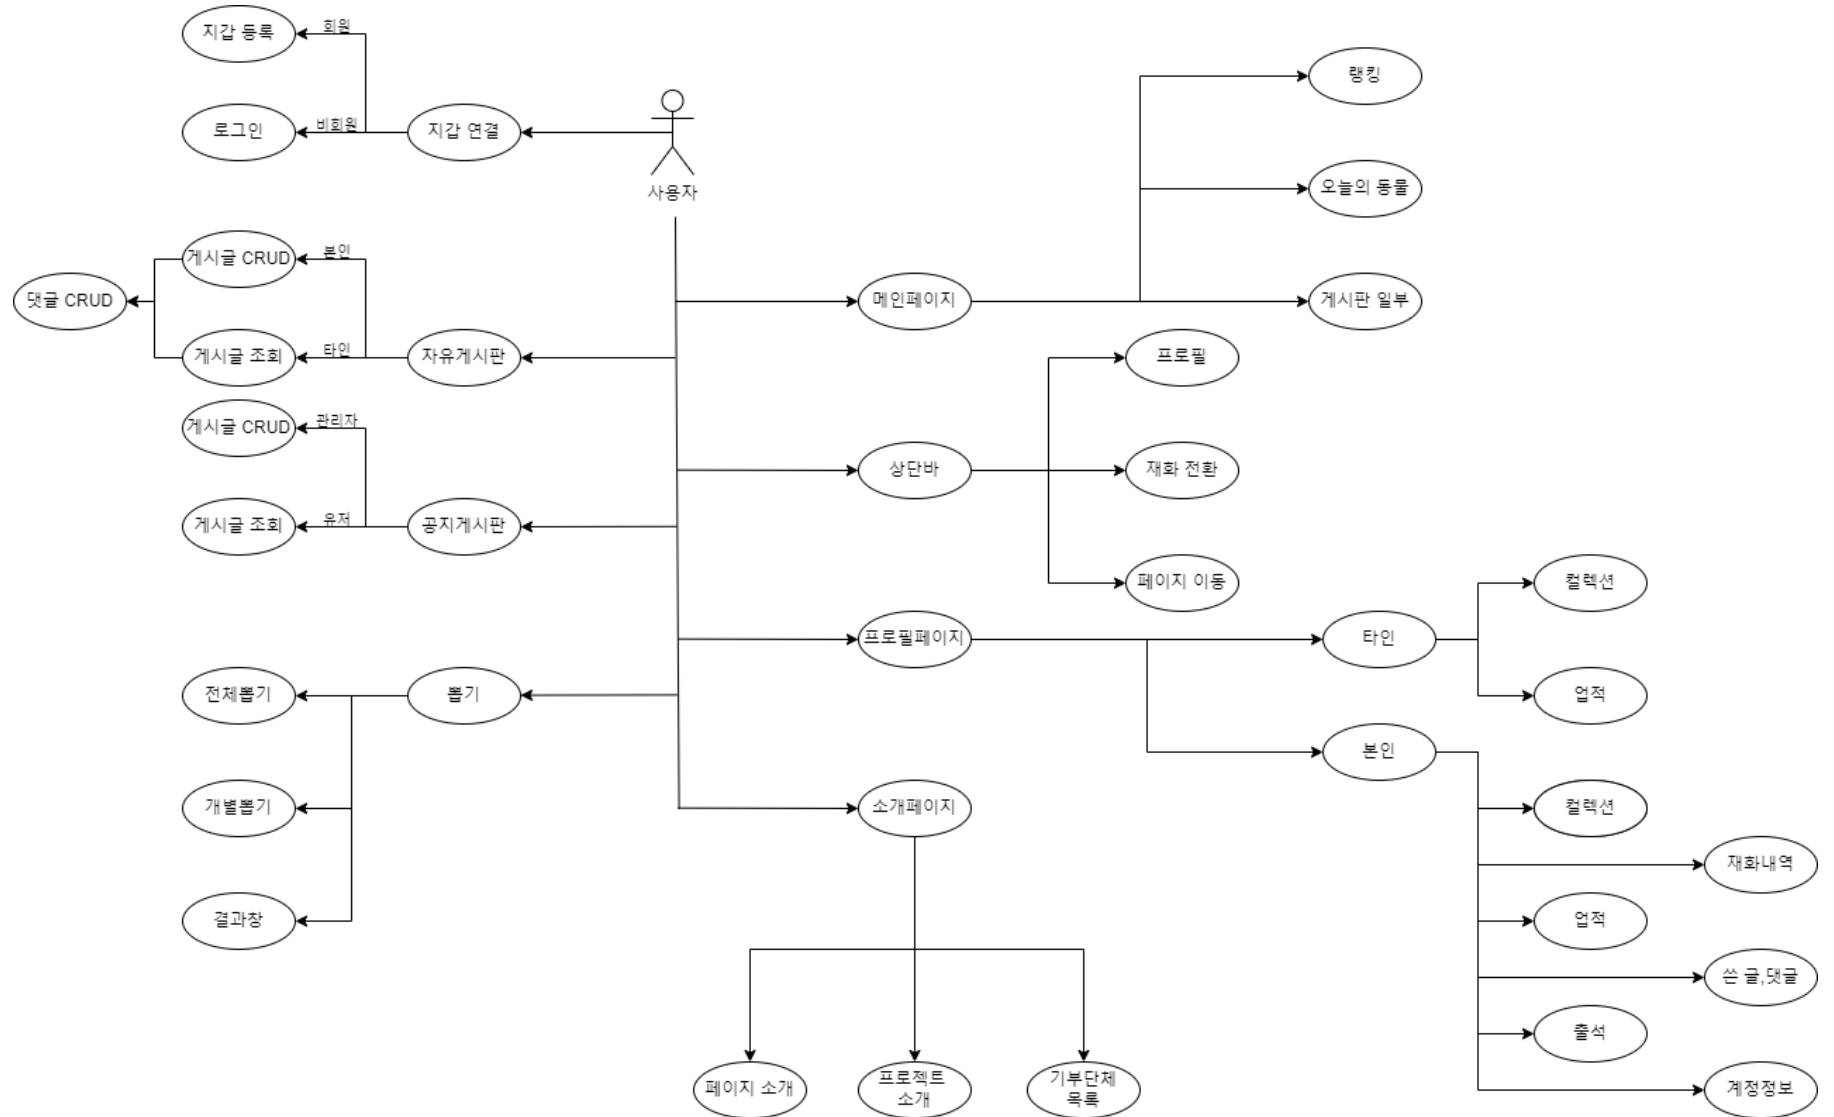 지갑 등록
회원
랭킹
로그인
비회원
지갑 연결
사용자
오늘의 동물
게시글 CRUD
본인
댓글 CRUD
메인페이지
게시판 일부
게시글 조회
타인
자유게시판
프로필
게시글 CRUD
관리자
상단바
재화 전환
게시글 조회
유저
공지게시판
페이지 이동
컬렉션
프로필페이지
타인
전체뽑기
뽑기
업적
본인
개별뽑기
소개페이지
컬렉션
재화내역
결과창
업적
쓴 글,댓글
출석
페이지 소개
프로젝트
소개
기부단체
목록
계정정보